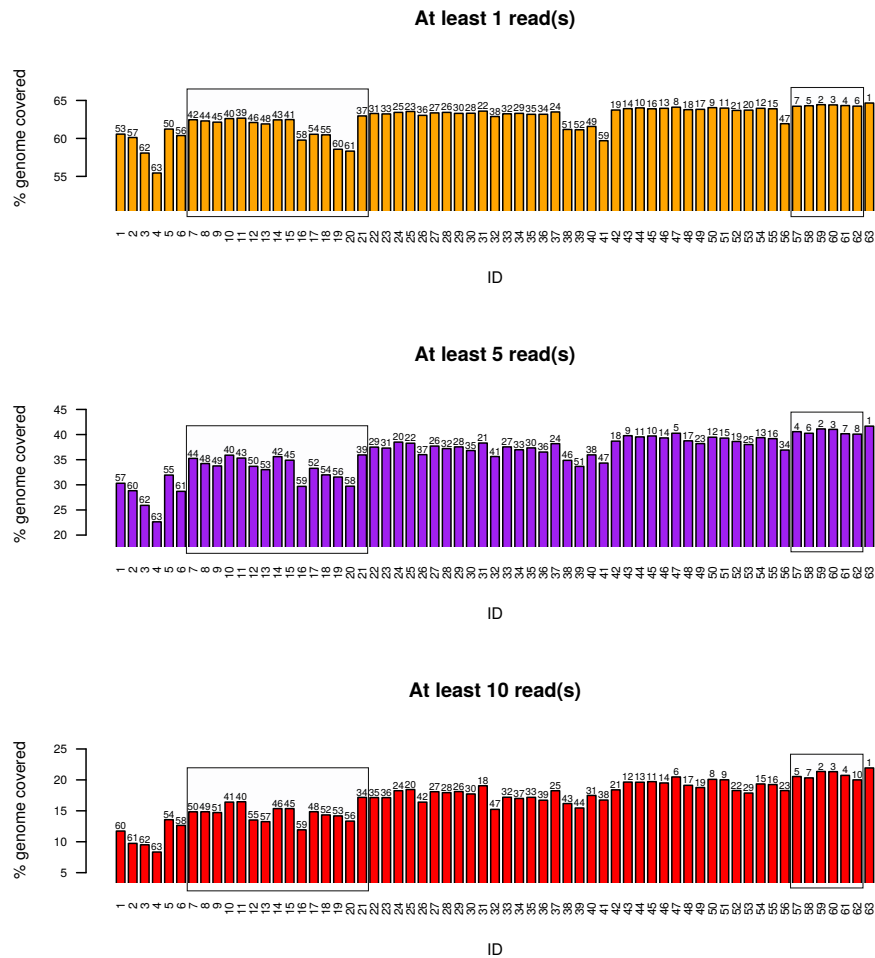 At least 1 read(s)
% genome covered
65
60
55
53 57 62 63 50 56 42 44 45 40 39 46 48 43 41 58 54 55 60 61 37 31 33 25 23 36 27 26 30 28 22 38 32 29 35 34 24 51 52 49 59 19 14 10 16 13 8 18 17 9 11 21 20 12 15 47 7 5 2 3 4 6 1
1 2 3 4 5 6 7 8 9 10 11 12 13 14 15 16 17 18 19 20 21 22 23 24 25 26 27 28 29 30 31 32 33 34 35 36 37 38 39 40 41 42 43 44 45 46 47 48 49 50 51 52 53 54 55 56 57 58 59 60 61 62 63
ID
At least 5 read(s)
% genome covered
45
40
35
30
25
20
57 60 62 63 55 61 44 48 49 40 43 50 53 42 45 59 52 54 56 58 39 29 31 20 22 37 26 32 28 35 21 41 27 33 30 36 24 46 51 38 47 18 9 11 10 14 5 17 23 12 15 19 25 13 16 34 4 6 2 3 7 8 1
1 2 3 4 5 6 7 8 9 10 11 12 13 14 15 16 17 18 19 20 21 22 23 24 25 26 27 28 29 30 31 32 33 34 35 36 37 38 39 40 41 42 43 44 45 46 47 48 49 50 51 52 53 54 55 56 57 58 59 60 61 62 63
ID
At least 10 read(s)
% genome covered
25
20
15
10
5
60 61 62 63 54 58 50 49 51 41 40 55 57 46 45 59 48 52 53 56 34 35 36 24 20 42 27 28 26 30 18 47 32 37 33 39 25 43 44 31 38 21 12 13 11 14 6 17 19 8 9 22 29 15 16 23 5 7 2 3 4 10 1
1 2 3 4 5 6 7 8 9 10 11 12 13 14 15 16 17 18 19 20 21 22 23 24 25 26 27 28 29 30 31 32 33 34 35 36 37 38 39 40 41 42 43 44 45 46 47 48 49 50 51 52 53 54 55 56 57 58 59 60 61 62 63
ID